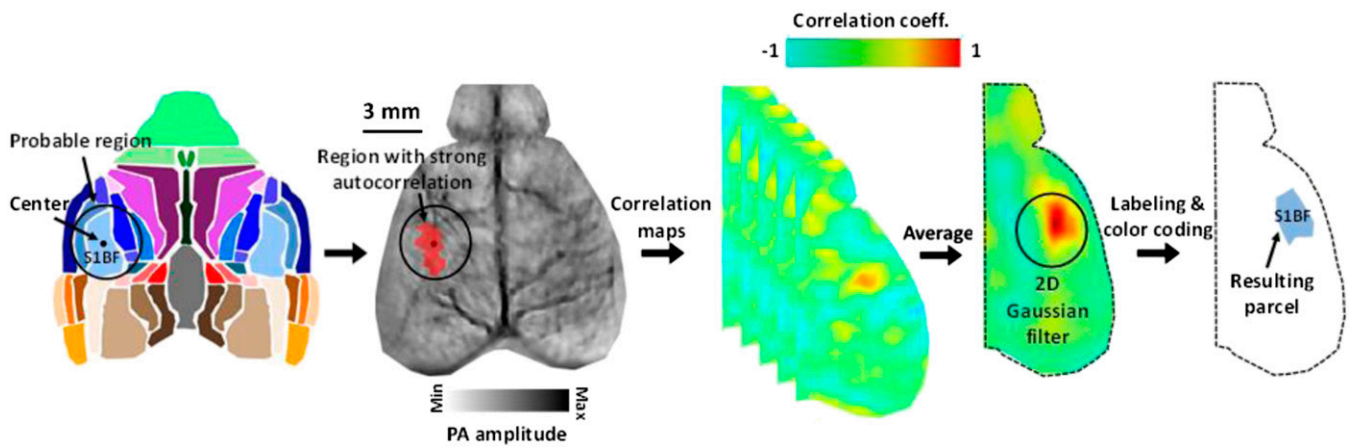 Correlation coeff.
-1
1
Probable region
Center
S1BF
3 mm
Region with strong
autocorrelation
Min
Max
PA amplitude
Correlation
maps
Average
2D
Gaussian
filter
Labeling &
color coding
S1BF
Resulting
parcel